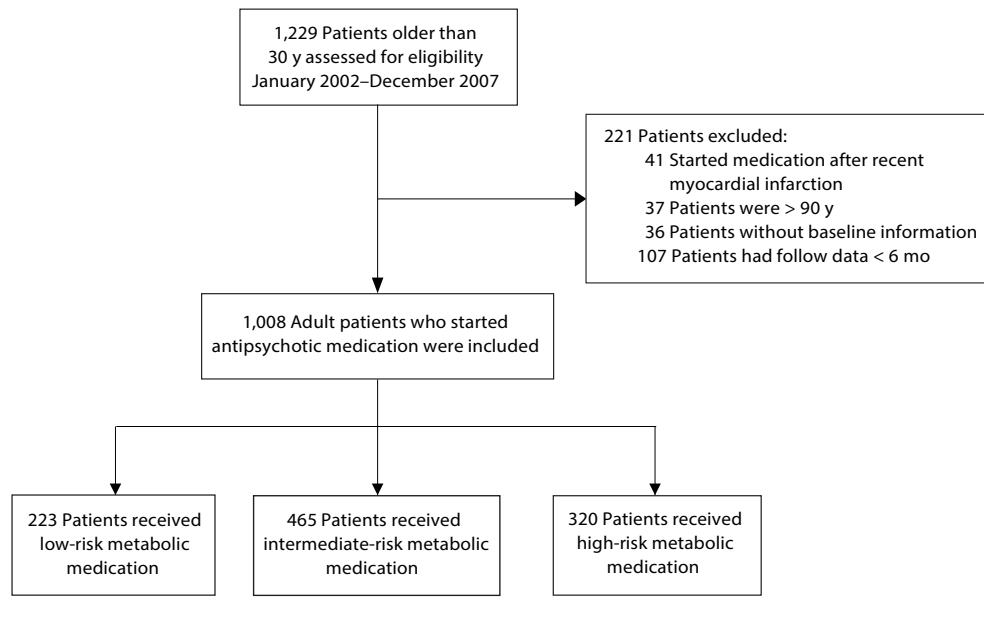 1,229 Patients older than
30 y assessed for eligibility
January 2002–December 2007
221 Patients excluded:
41 Started medication after recent
myocardial infarction
37 Patients were > 90 y
36 Patients without baseline information
107 Patients had follow data < 6 mo
1,008 Adult patients who started
antipsychotic medication were included
223 Patients received
low-risk metabolic
medication
465 Patients received
intermediate-risk metabolic
medication
320 Patients received
high-risk metabolic
medication